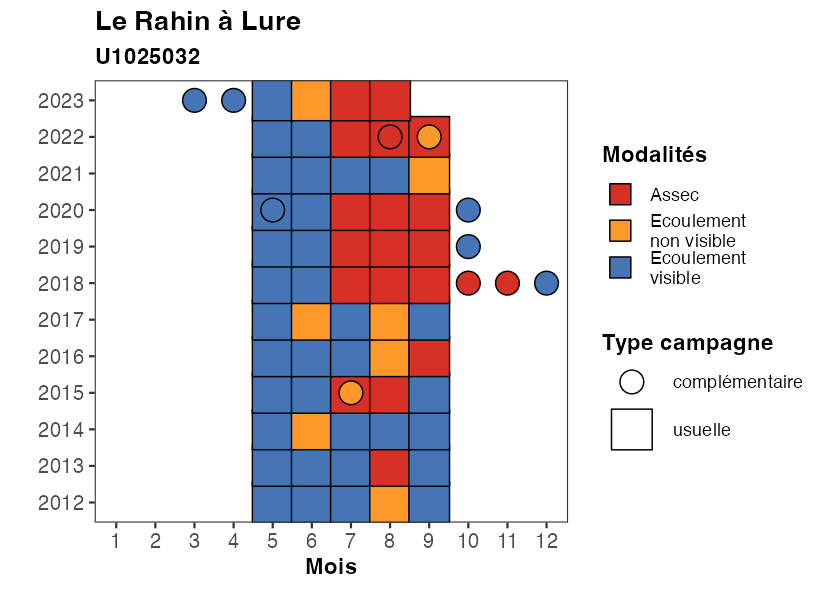 Le Rahin à Lure
U1025032
2023
2022
2021
2020
2019
2018
2017
2016
2015
2014
2013
2012
1 2 3 4 5 6 7 8 9 10 11 12
Mois
Modalités
Assec
Ecoulement
non visible
Ecoulement
visible
Type campagne
complémentaire
usuelle